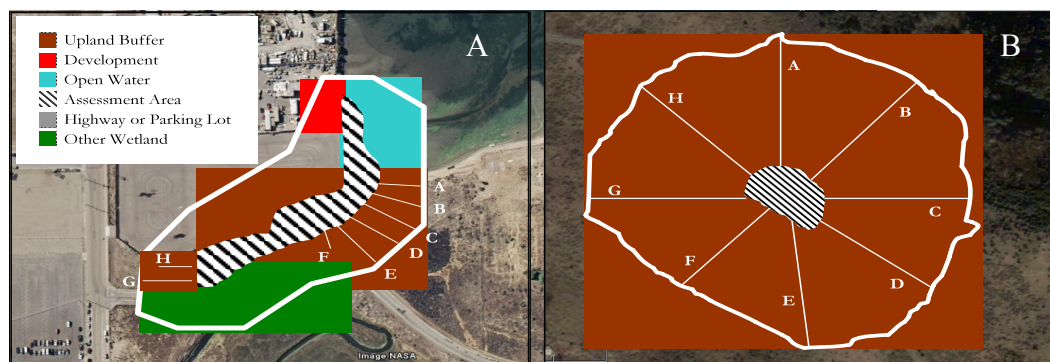 Upland Buffer
Development
Open Water
Assessment Area
Highway or Parking Lot
Other Wetland
A
A
B
C
D
E
F
H
G
Image NASA
B
A
B
C
D
E
F
G
H